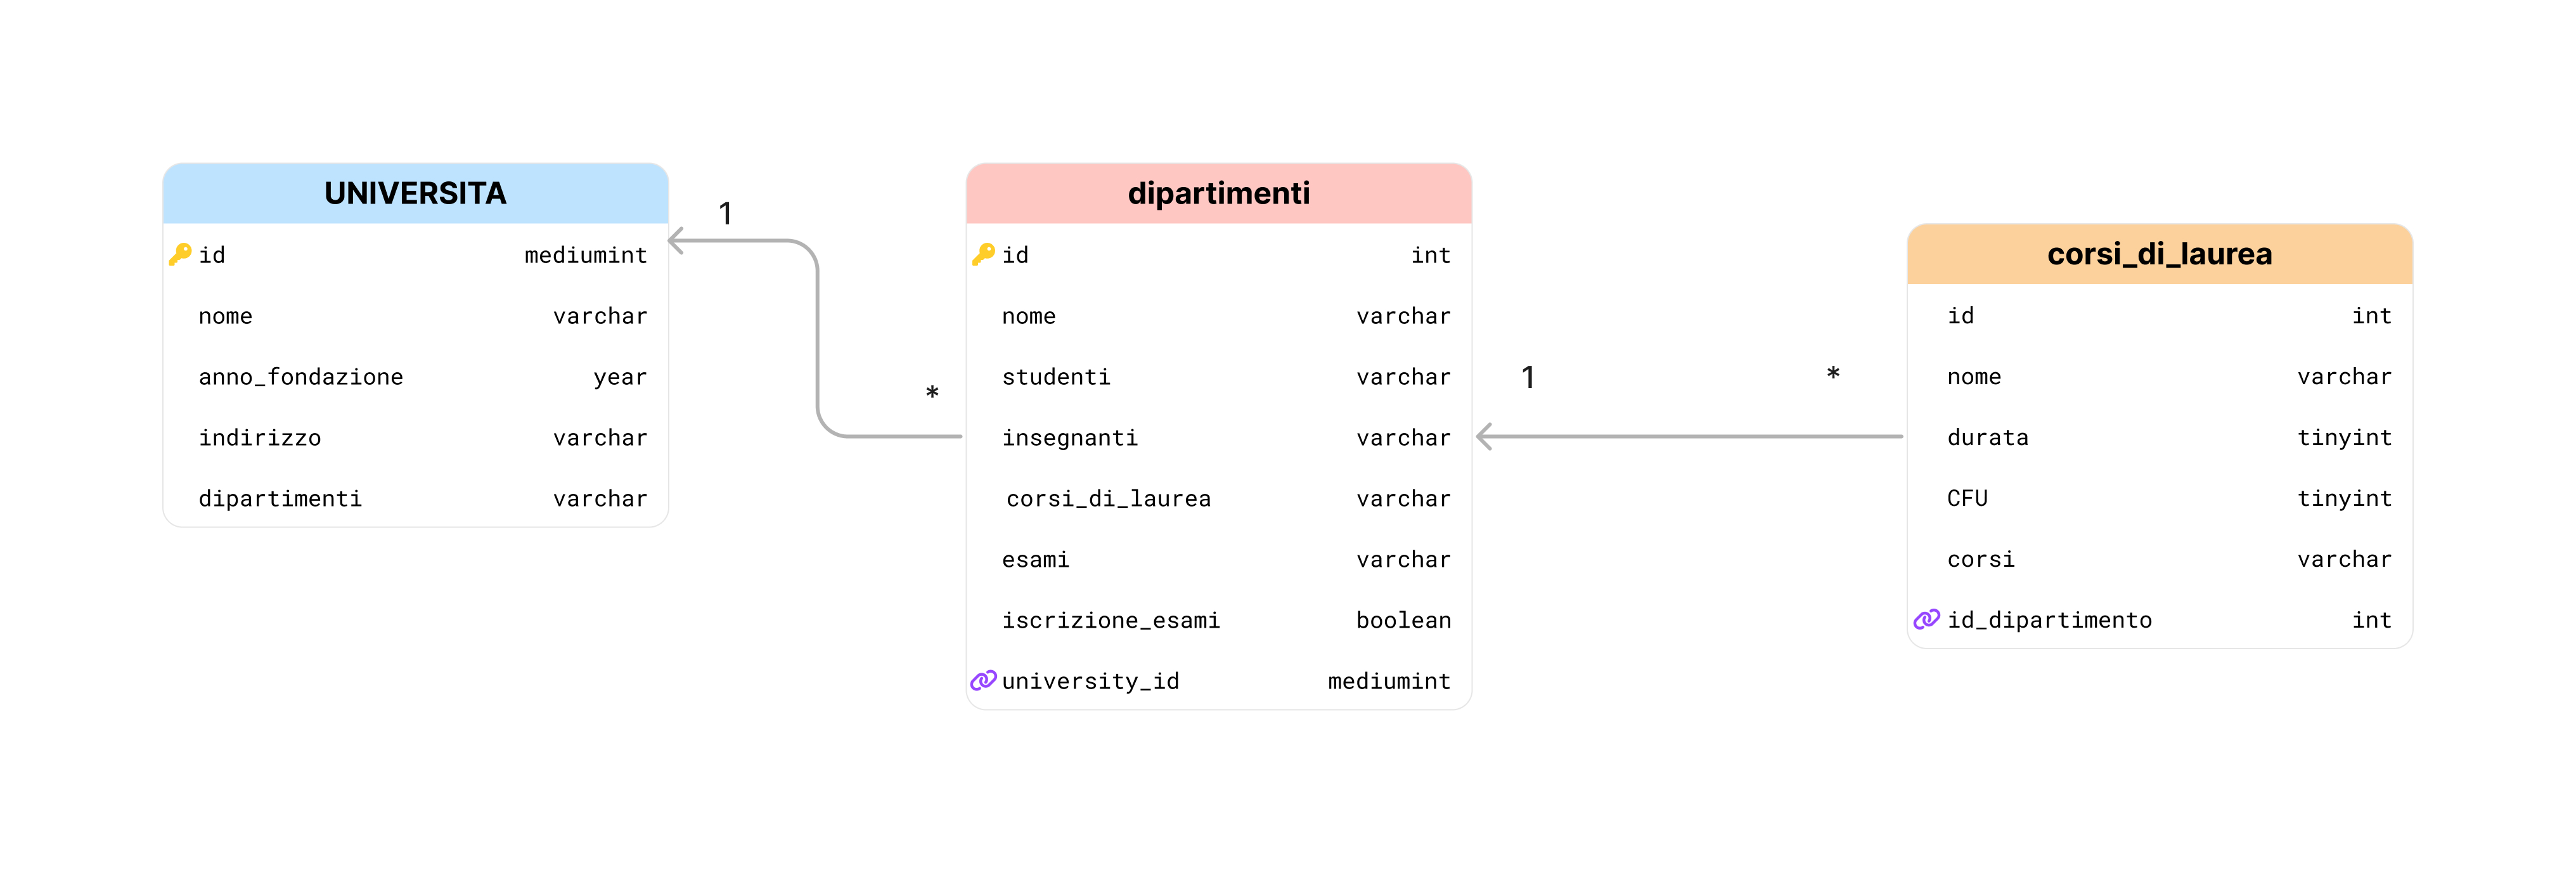 UNIVERSITA
id mediumint
nome varchar
anno_fondazione year
indirizzo varchar
dipartimenti varchar
1
*
dipartimenti
id int
nome varchar
studenti varchar
insegnanti varchar
corsi_di_laurea varchar
esami varchar
iscrizione_esami boolean
university_id mediumint
1
*
corsi_di_laurea
id int
nome varchar
durata tinyint
CFU tinyint
corsi varchar
id_dipartimento int